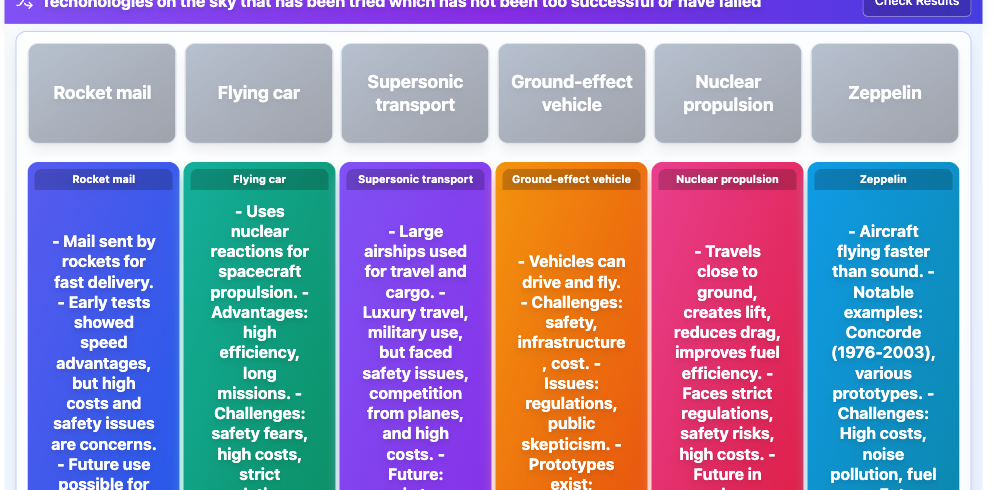 Techonologies on the sky that has been tried which has not been too successful or have failed
Check Results
Rocket mail
Flying car
Supersonic
transport
Ground-effect
vehicle
Nuclear
propulsion
Zeppelin
Rocket mail
- Mail sent by
rockets for
fast delivery.
- Early tests
showed
speed
advantages,
but high
costs and
safety issues
are concerns.
- Future use
possible for
Flying car
- Uses
nuclear
reactions for
spacecraft
propulsion. -
Advantages:
high
efficiency,
long
missions. -
Challenges:
safety fears,
high costs,
strict
Supersonic transport
- Large
airships used
for travel and
cargo. -
Luxury travel,
military use,
but faced
safety issues,
competition
from planes,
and high
costs. -
Future:
Ground-effect vehicle
- Vehicles can
drive and fly.
- Challenges:
safety,
infrastructure
, cost. -
Issues:
regulations,
public
skepticism. -
Prototypes
exist:
Nuclear propulsion
- Travels
close to
ground,
creates lift,
reduces drag,
improves fuel
efficiency. -
Faces strict
regulations,
safety risks,
high costs. -
Future in
Zeppelin
- Aircraft
flying faster
than sound. -
Notable
examples:
Concorde
(1976-2003),
various
prototypes. -
Challenges:
High costs,
noise
pollution, fuel